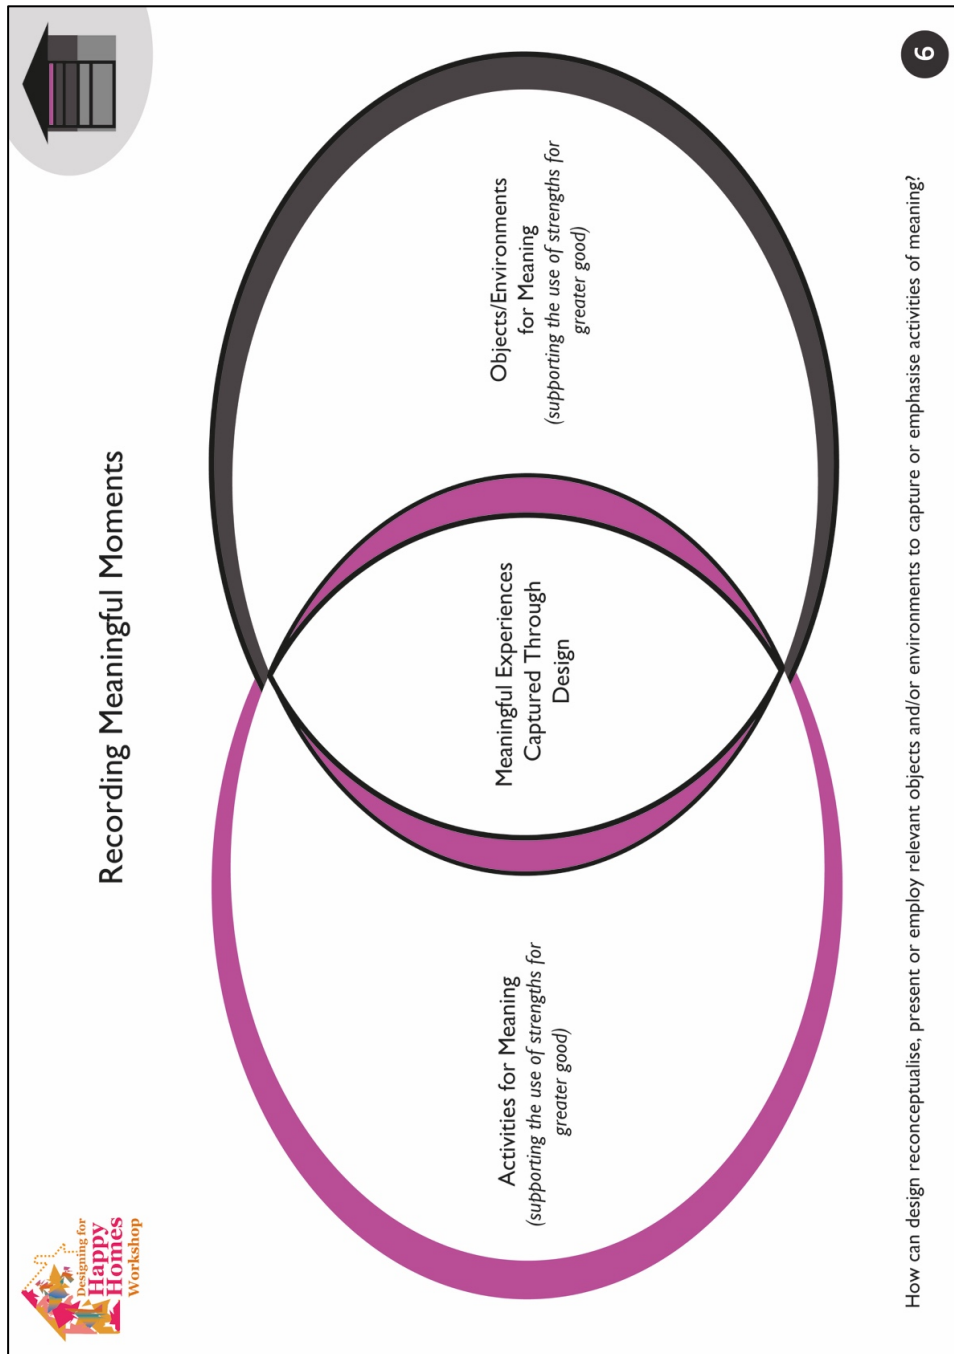 Designing for
Happy
Homes
Workshop
Recording Meaningful Moments
Activities for Meaning
(supporting the use of strengths for
greater good)
Meaningful Experiences
Captured Through
Design
Objects/Environments
for Meaning
(supporting the use of strengths for
greater good)
How can design reconceptualise, present or employ relevant objects and/or environments to capture or emphasise activities of meaning?
6